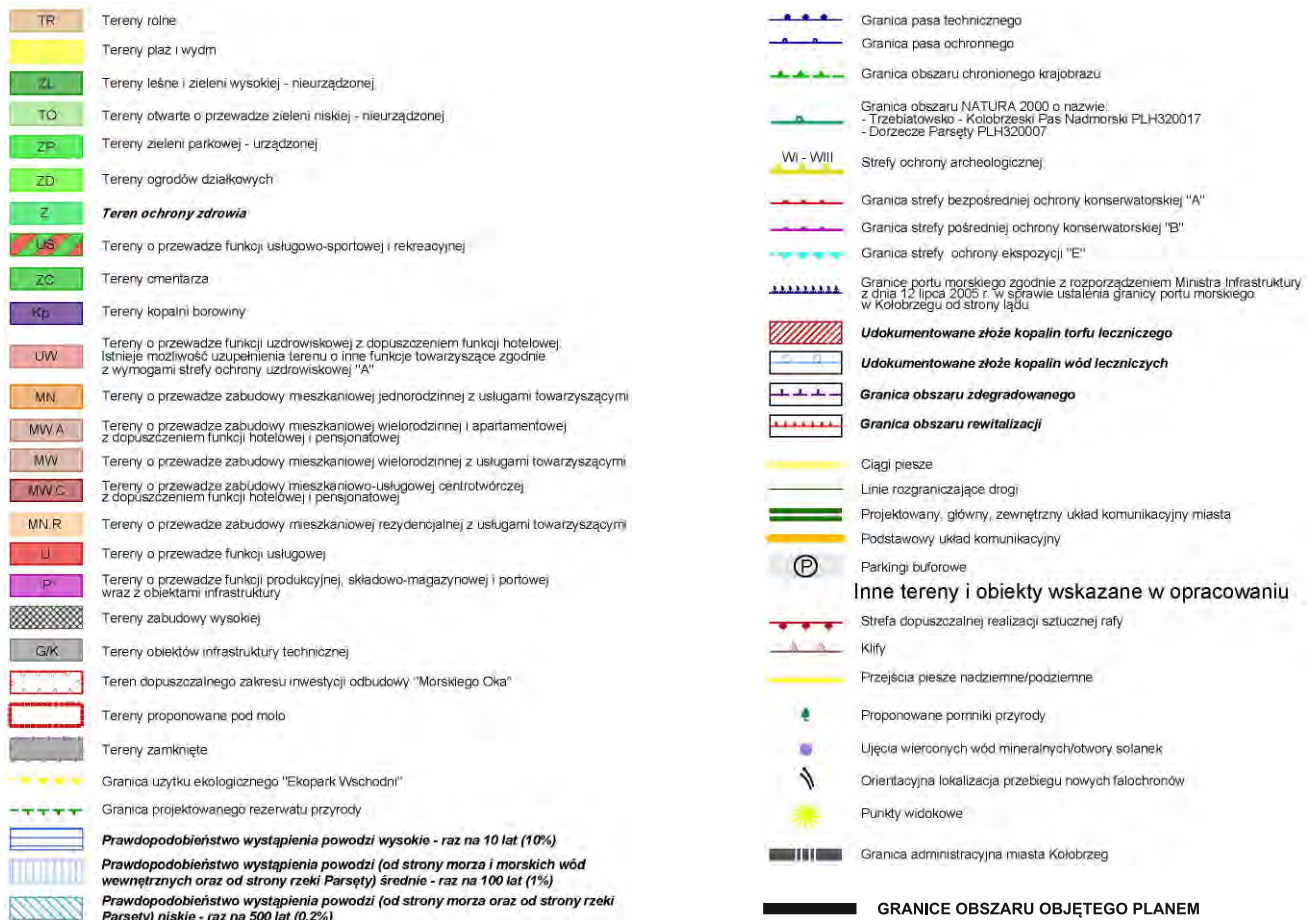 TR Tereny rolne
Tereny plaż i wydm
ZL Tereny leśne i zieleni wysokiej - nieurządzonej
TO Tereny otwarte o przewadze zieleni niskiej - nieurządzonej
ZP Tereny zieleni parkowej - urządzonej
ZD Tereny ogrodów działkowych
Z Teren ochrony zdrowia
US Tereny o przewadze funkcji usługowo-sportowej i rekreacyjnej
ZC Tereny cmentarza
Kp Tereny kopalni borowiny
Tereny o przewadze funkcji uzdrowiskowej z dopuszczeniem funkcji hotelowej.
UW Istnieje możliwość uzupełnienia terenu o inne funkcje towarzyszące zgodnie
z wymogami strefy ochrony uzdrowiskowej "A"
MN Tereny o przewadze zabudowy mieszkaniowej jednorodzinnej z usługami towarzyszącymi
MW.A Tereny o przewadze zabudowy mieszkaniowej wielorodzinnej i apartamentowej
z dopuszczeniem funkcji hotelowej i pensjonatowej
MW Tereny o przewadze zabudowy mieszkaniowej wielorodzinnej z usługami towarzyszącymi
MW.C Tereny o przewadze zabudowy mieszkaniowo-usługowej centrotwórczej
z dopuszczeniem funkcji hotelowej i pensjonatowej
MN.R Tereny o przewadze zabudowy mieszkaniowej rezydencjalnej z usługami towarzyszącymi
U Tereny o przewadze funkcji usługowej
P Tereny o przewadze funkcji produkcyjnej, składowo-magazynowej i portowej
wraz z obiektami infrastruktury
Tereny zabudowy wysokiej
G/K Tereny obiektów infrastruktury technicznej
Teren dopuszczalnego zakresu inwestycji odbudowy "Morskiego Oka"
Tereny proponowane pod molo
Tereny zamknięte
Granica użytku ekologicznego "Ekopark Wschodni"
Granica projektowanego rezerwatu przyrody
Prawdopodobieństwo wystąpienia powodzi wysokie - raz na 10 lat (10%)
Prawdopodobieństwo wystąpienia powodzi (od strony morza i morskich wód
wewnętrznych oraz od strony rzeki Parsęty) średnie - raz na 100 lat (1%)
Prawdopodobieństwo wystąpienia powodzi (od strony morza oraz od strony rzeki
Parsęty) niskie - raz na 500 lat (0,2%)
Granica pasa technicznego
Granica pasa ochronnego
Granica obszaru chronionego krajobrazu
Granica obszaru NATURA 2000 o nazwie:
- Trzebiatowsko - Kołobrzeski Pas Nadmorski PLH320017
- Dorzecze Parsęty PLH320007
WI - WIII Strefy ochrony archeologicznej
Granica strefy bezpośredniej ochrony konserwatorskiej "A"
Granica strefy pośredniej ochrony konserwatorskiej "B"
Granica strefy ochrony ekspozycji "E"
Granice portu morskiego zgodnie z rozporządzeniem Ministra Infrastruktury
z dnia 12 lipca 2005 r. w sprawie ustalenia granicy portu morskiego
w Kołobrzegu od strony lądu
Udokumentowane złoże kopalin torfu leczniczego
Udokumentowane złoże kopalin wód leczniczych
Granica obszaru zdegradowanego
Granica obszaru rewitalizacji
Ciągi piesze
Linie rozgraniczające drogi
Projektowany, główny, zewnętrzny układ komunikacyjny miasta
Podstawowy układ komunikacyjny
P Parkingi buforowe
Inne tereny i obiekty wskazane w opracowaniu
Strefa dopuszczalnej realizacji sztucznej rafy
Klify
Przejścia piesze nadziemne/podziemne
Proponowane pomniki przyrody
Ujęcia wierconych wód mineralnych/otwory solanek
Orientacyjna lokalizacja przebiegu nowych falochronów
Punkty widokowe
Granica administracyjna miasta Kołobrzeg
GRANICE OBSZARU OBJĘTEGO PLANEM